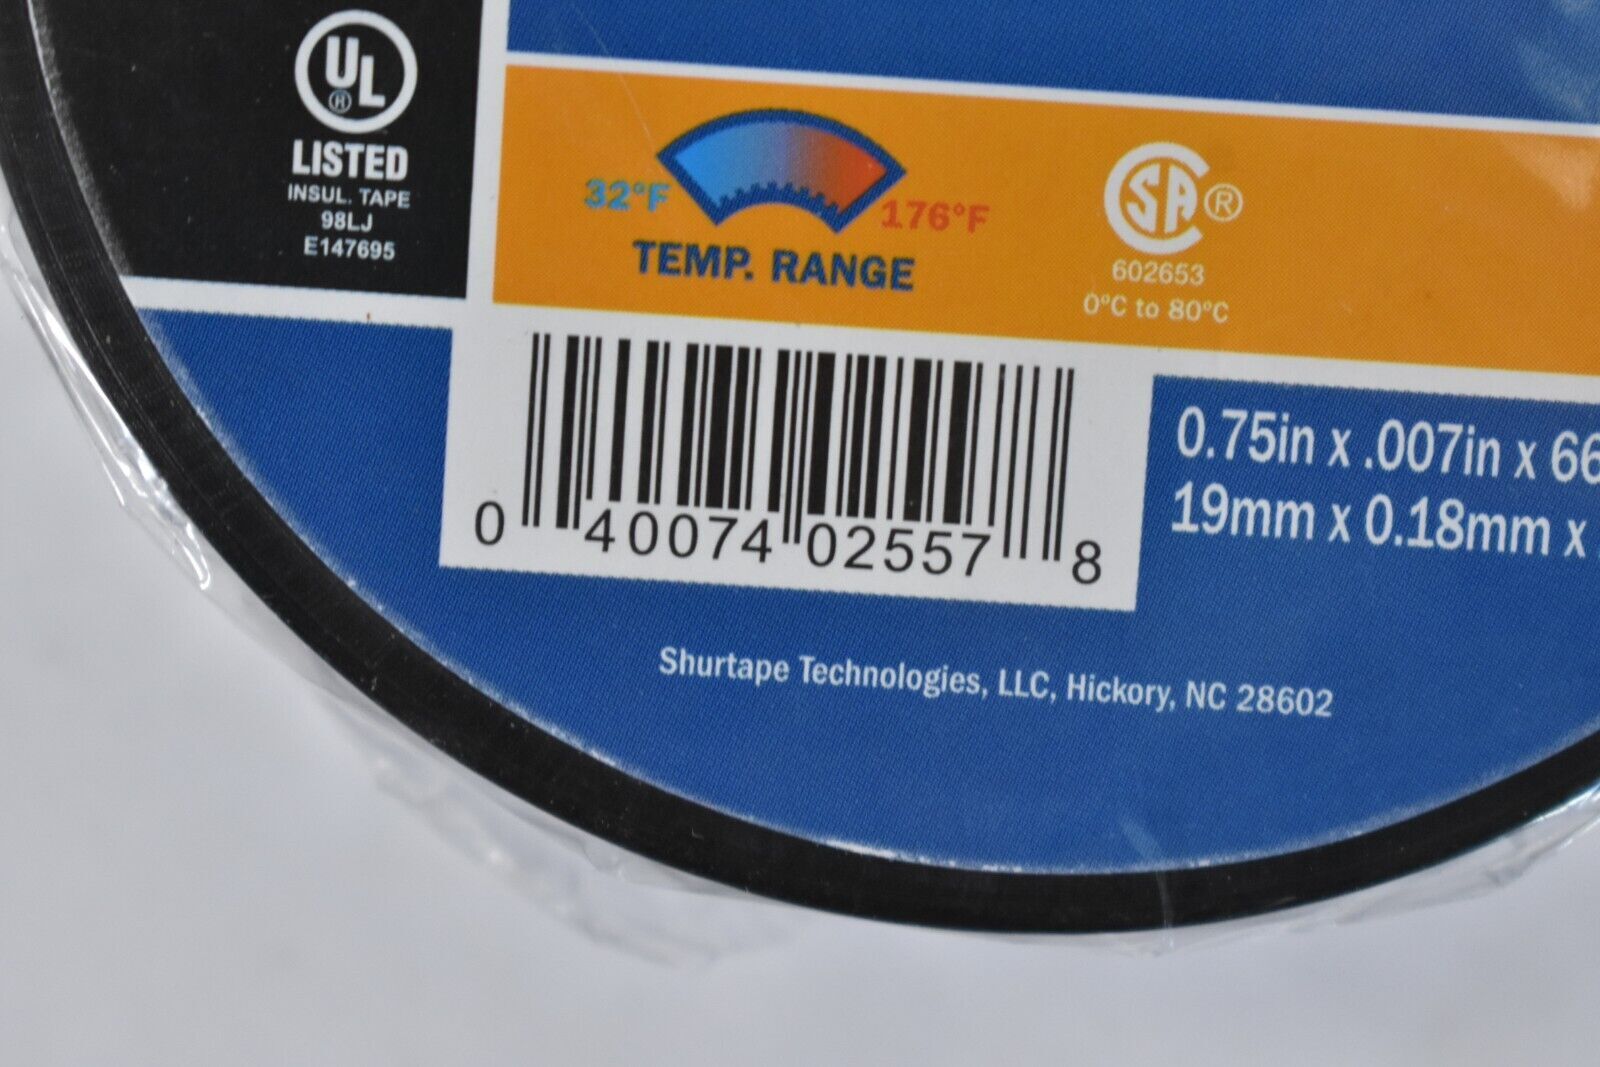 UL ®
LISTED
INSUL. TAPE
98LJ
E147695
32°F
176°F
TEMP. RANGE
CSA ®
602653
0°C to 80°C
0 40074 02557 8
0.75in x .007in x 66
19mm x 0.18mm x
Shurtape Technologies, LLC, Hickory, NC 28602